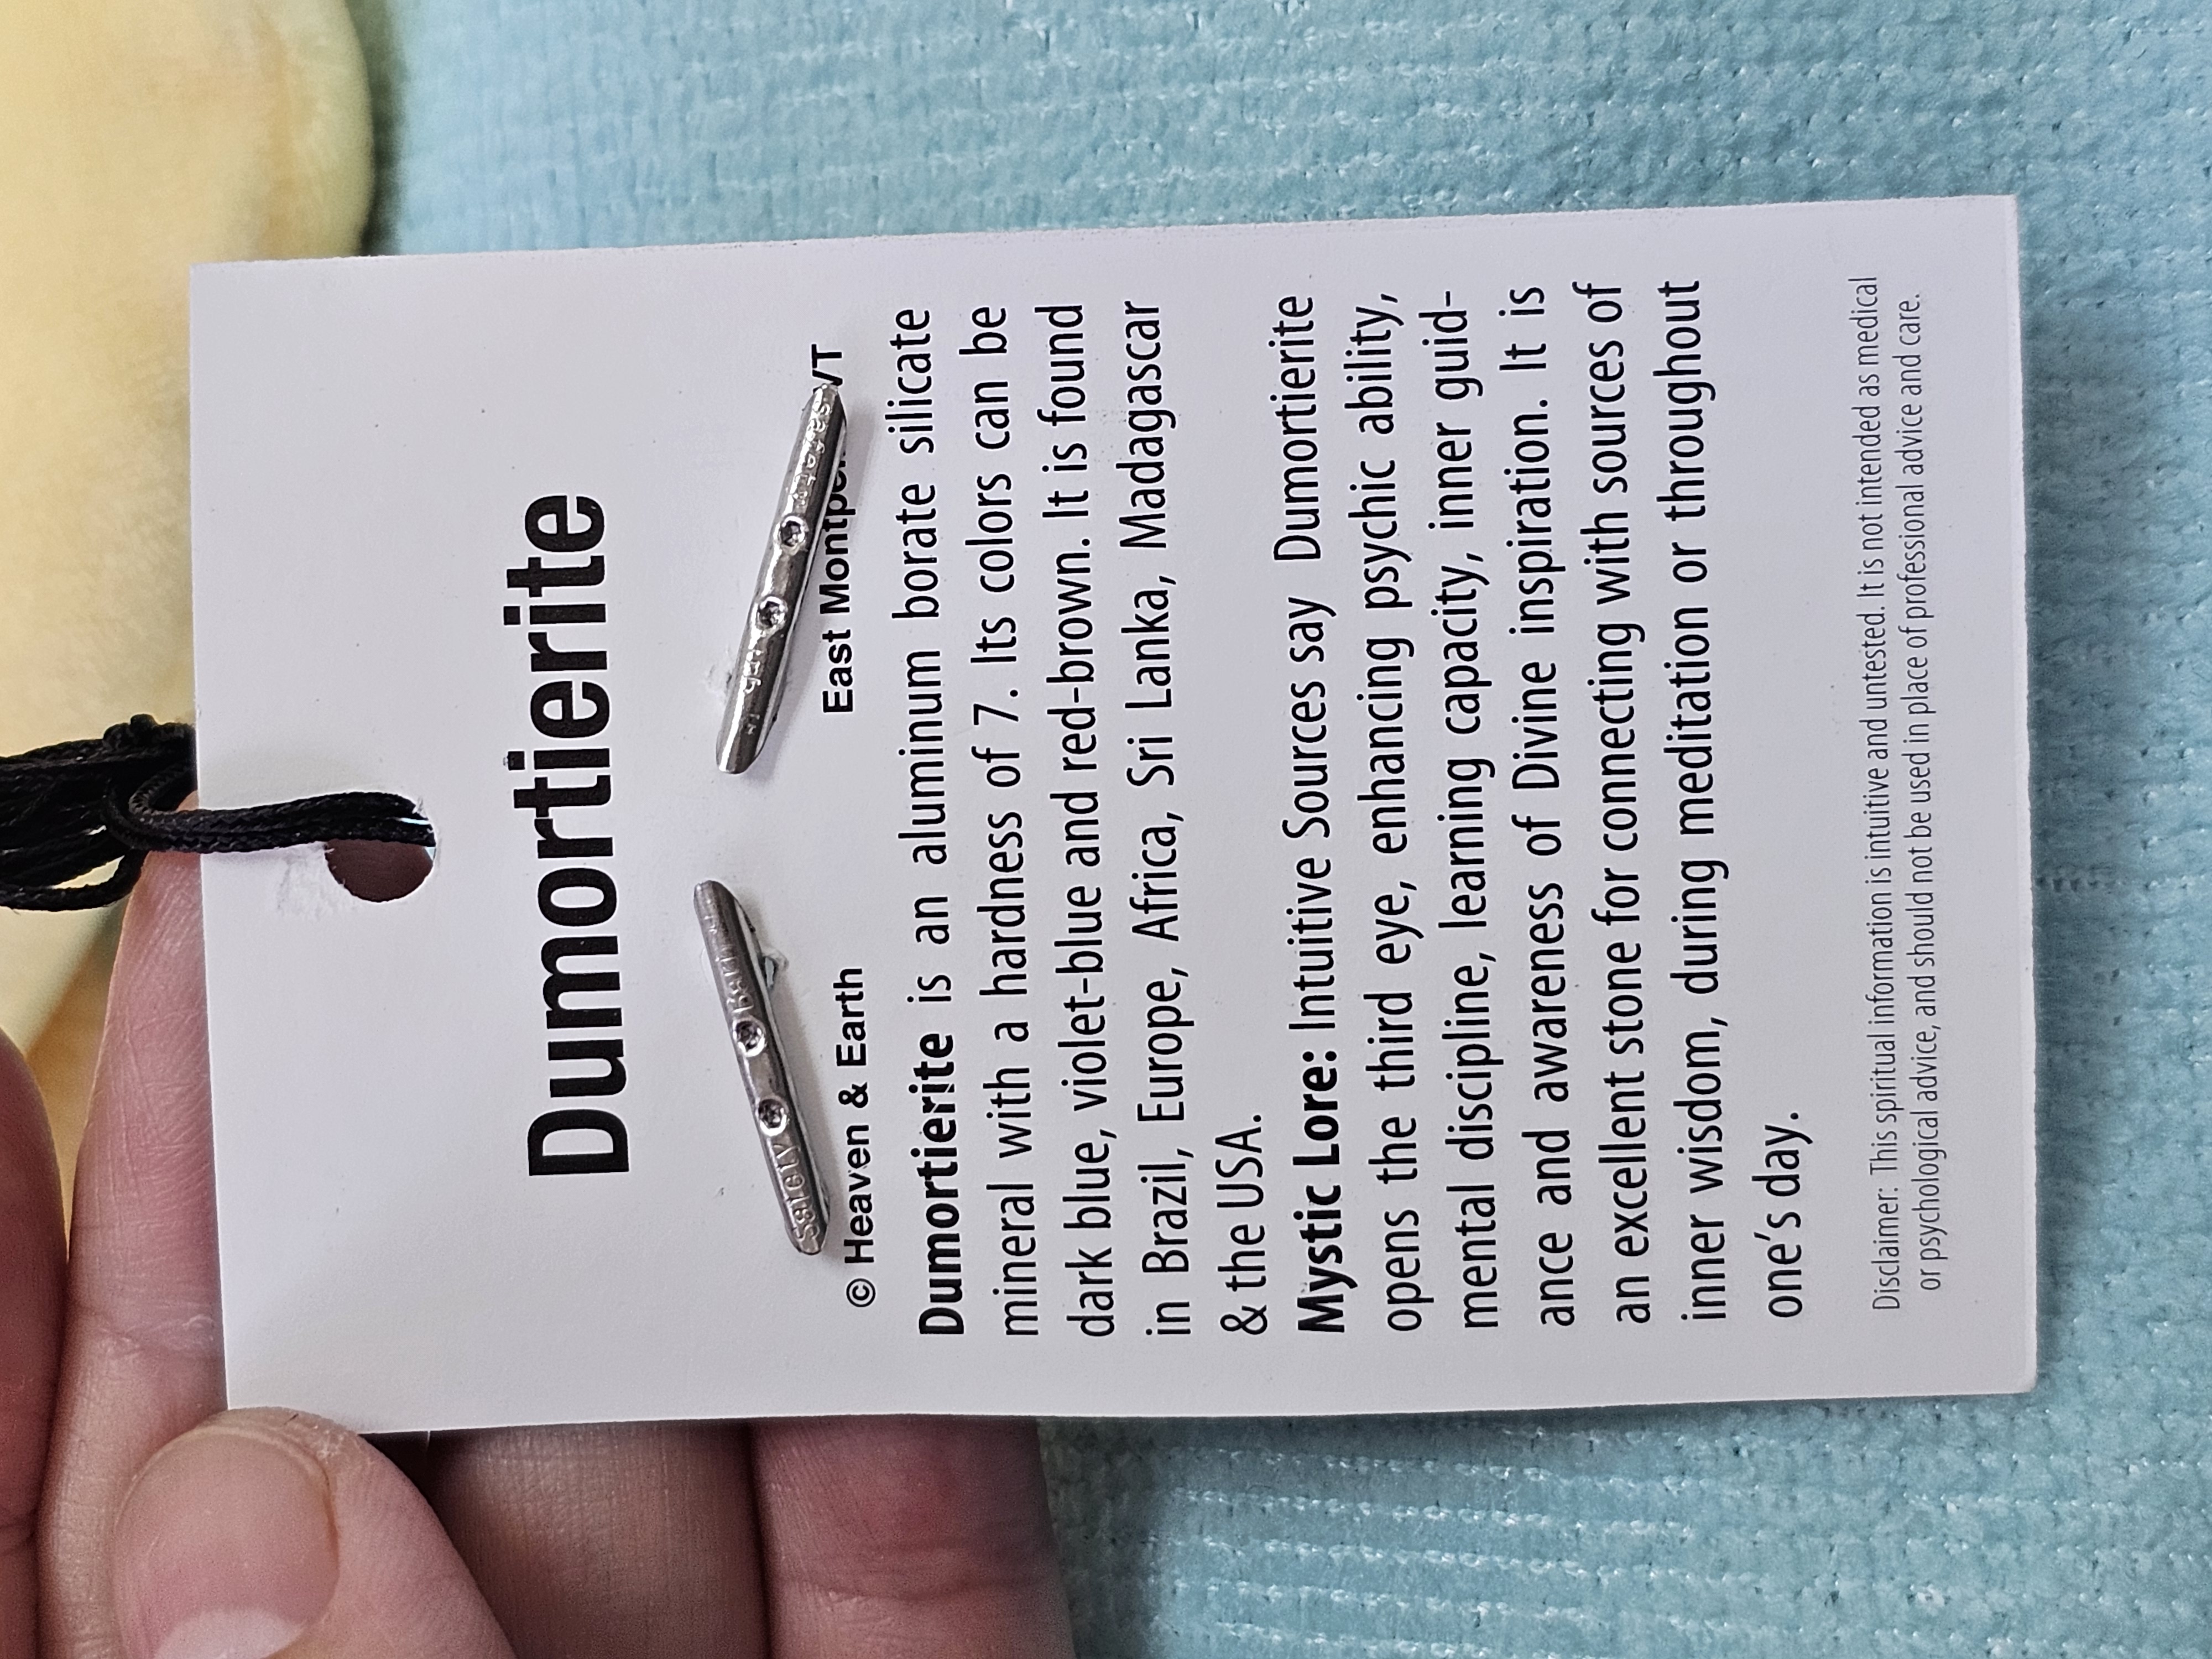 Dumortierite
© Heaven & Earth East VT
Dumortierite is an aluminum borate silicate
mineral with a hardness of 7. Its colors can be
dark blue, violet-blue and red-brown. It is found
in Brazil, Europe, Africa, Sri Lanka, Madagascar
& the USA.
Mystic Lore: Intuitive Sources say Dumortierite
opens the third eye, enhancing psychic ability,
mental discipline, learning capacity, inner guid-
ance and awareness of Divine inspiration. It is
an excellent stone for connecting with sources of
inner wisdom, during meditation or throughout
one's day.
Disclaimer: This spiritual information is intuitive and untested. It is not intended as medical
or psychological advice, and should not be used in place of professional advice and care.